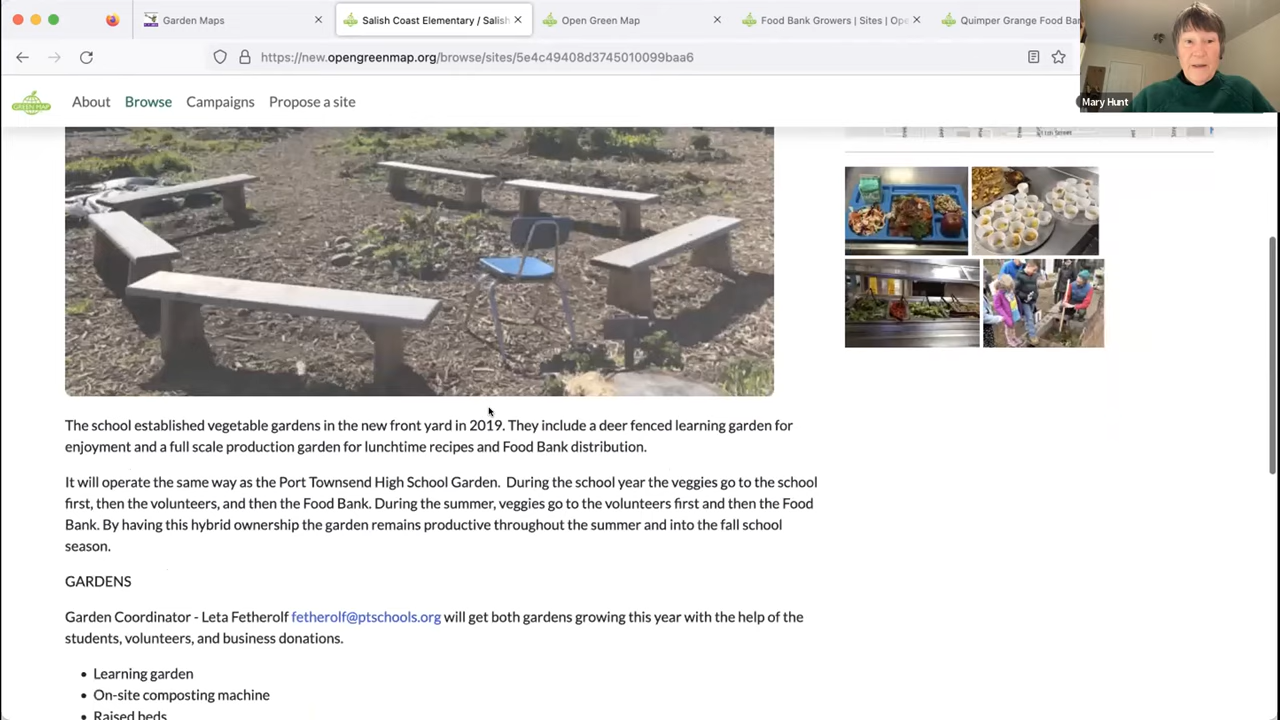 Garden Maps
Salish Coast Elementary / Salish
Open Green Map
Food Bank Growers | Sites | Ope
Quimper Grange Food Ban
https://new.opengreenmap.org/browse/sites/5e4c49408d3745010099baa6
Mary Hunt
GREEN MAP
About
Browse
Campaigns
Propose a site
The school established vegetable gardens in the new front yard in 2019. They include a deer fenced learning garden for
enjoyment and a full scale production garden for lunchtime recipes and Food Bank distribution.
It will operate the same way as the Port Townsend High School Garden. During the school year the veggies go to the school
first, then the volunteers, and then the Food Bank. During the summer, veggies go to the volunteers first and then the Food
Bank. By having this hybrid ownership the garden remains productive throughout the summer and into the fall school
season.
GARDENS
Garden Coordinator - Leta Fetherolf fetherolf@ptschools.org will get both gardens growing this year with the help of the
students, volunteers, and business donations.
• Learning garden
• On-site composting machine
• Raised beds